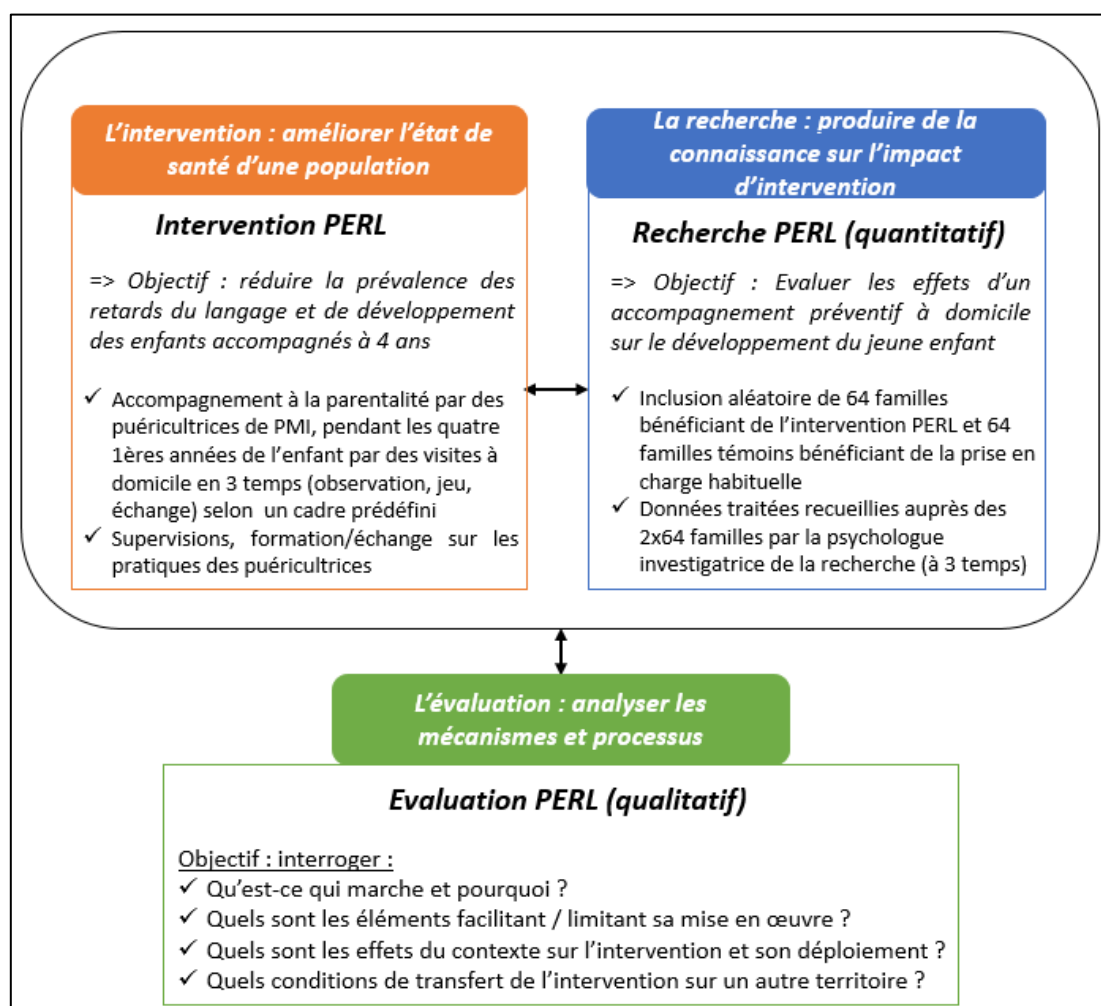 L'intervention : améliorer l'état de
santé d'une population
Intervention PERL
=> Objectif : réduire la prévalence des
retards du langage et de développement
des enfants accompagnés à 4 ans
✓ Accompagnement à la parentalité par des
puéricultrices de PMI, pendant les quatre
1ères années de l'enfant par des visites à
domicile en 3 temps (observation, jeu,
échange) selon un cadre prédéfini
✓ Supervisions, formation/échange sur les
pratiques des puéricultrices
La recherche : produire de la
connaissance sur l'impact
d'intervention
Recherche PERL (quantitatif)
=> Objectif : Evaluer les effets d'un
accompagnement préventif à domicile
sur le développement du jeune enfant
✓ Inclusion aléatoire de 64 familles
bénéficiant de l'intervention PERL et 64
familles témoins bénéficiant de la prise en
charge habituelle
✓ Données traitées recueillies auprès des
2x64 familles par la psychologue
investigatrice de la recherche (à 3 temps)
L'évaluation : analyser les
mécanismes et processus
Evaluation PERL (qualitatif)
Objectif : interroger :
✓ Qu'est-ce qui marche et pourquoi ?
✓ Quels sont les éléments facilitant / limitant sa mise en œuvre ?
✓ Quels sont les effets du contexte sur l'intervention et son déploiement ?
✓ Quels conditions de transfert de l'intervention sur un autre territoire ?